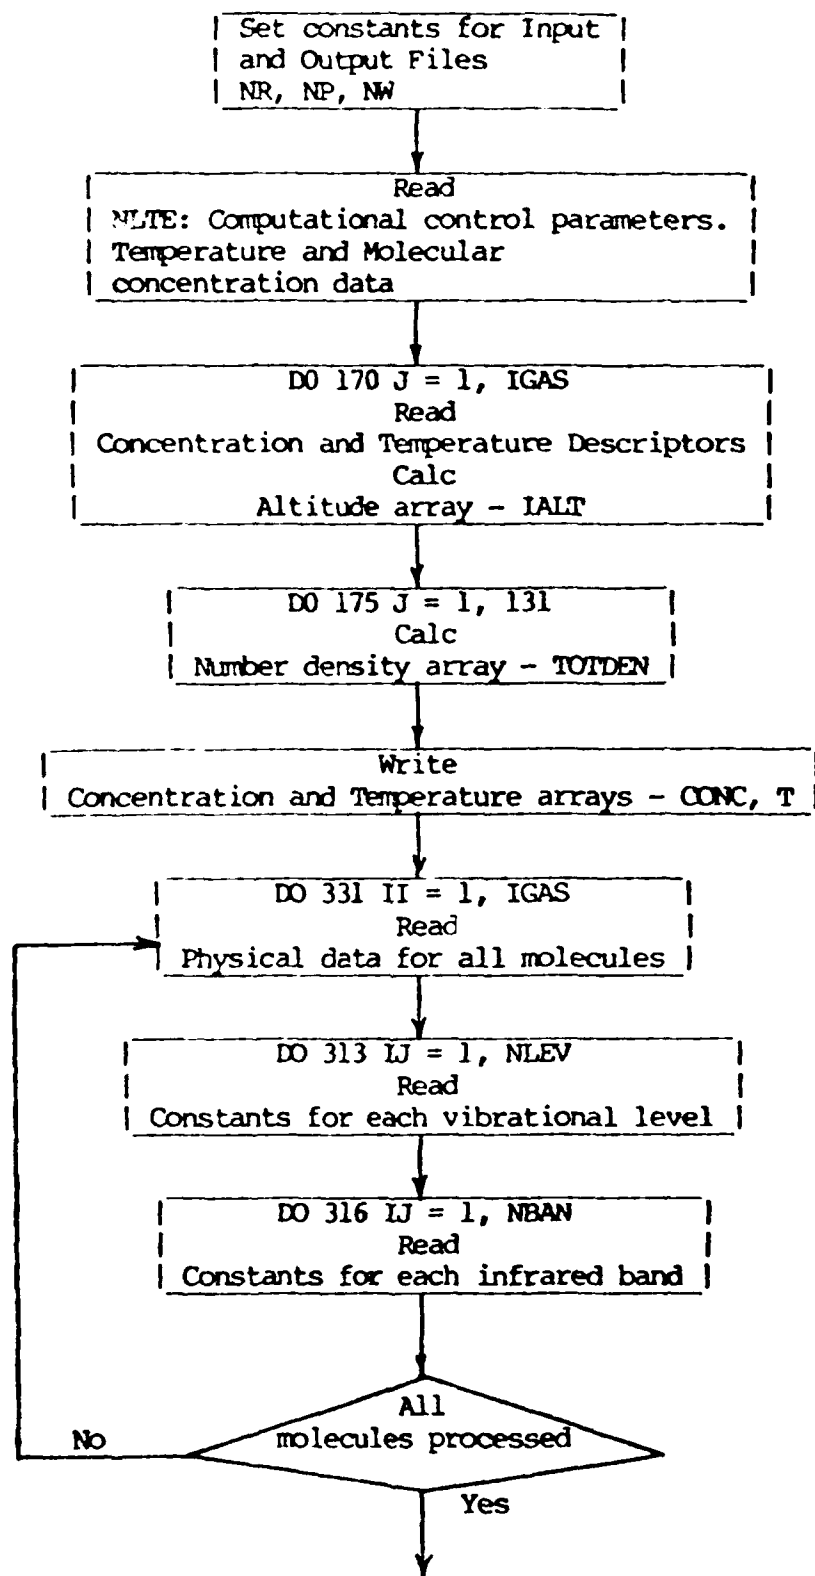 Set constants for Input
and Output Files
NR, NP, NW
Read
NLTE: Computational control parameters.
Temperature and Molecular
concentration data
DO 170 J = 1, IGAS
Read
Concentration and Temperature Descriptors
Calc
Altitude array - IALT
DO 175 J = 1, 131
Calc
Number density array - TOTDEN
Write
Concentration and Temperature arrays - CONC, T
DO 331 II = 1, IGAS
Read
Physical data for all molecules
DO 313 IJ = 1, NLEV
Read
Constants for each vibrational level
DO 316 IJ = 1, NBAN
Read
Constants for each infrared band
All
molecules processed
No
Yes